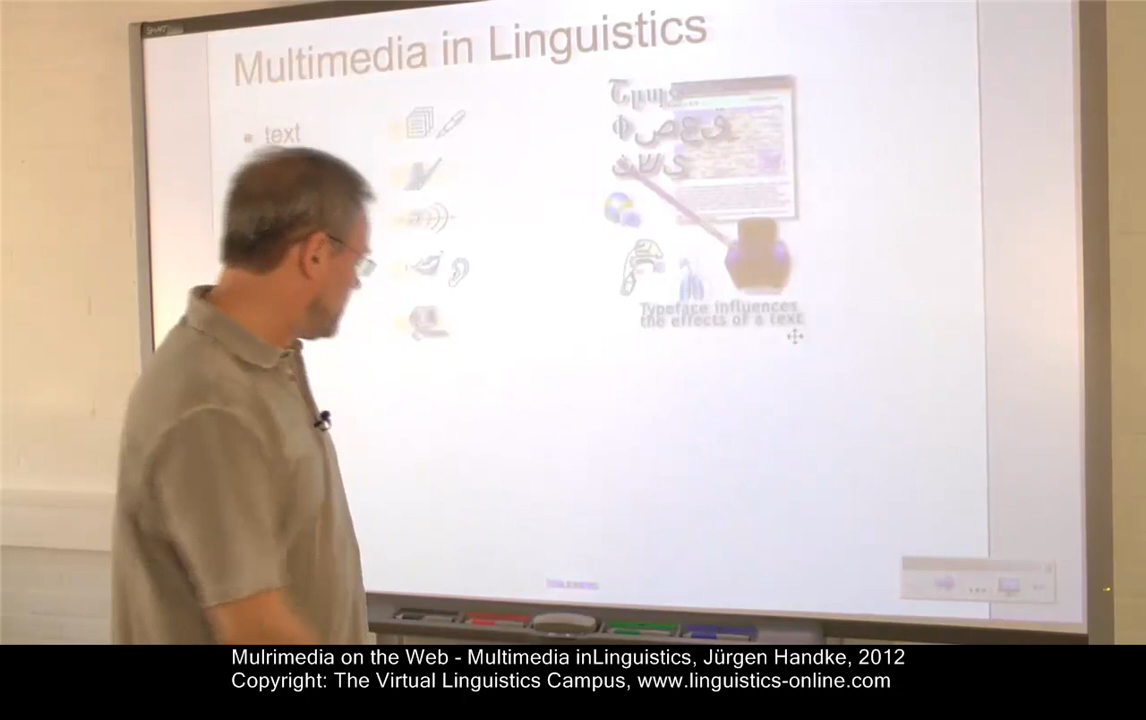 SMART
Multimedia in Linguistics
text
Typeface influences
the effects of a text
Mulrimedia on the Web - Multimedia inLinguistics, Jürgen Handke, 2012
Copyright: The Virtual Linguistics Campus, www.linguistics-online.com